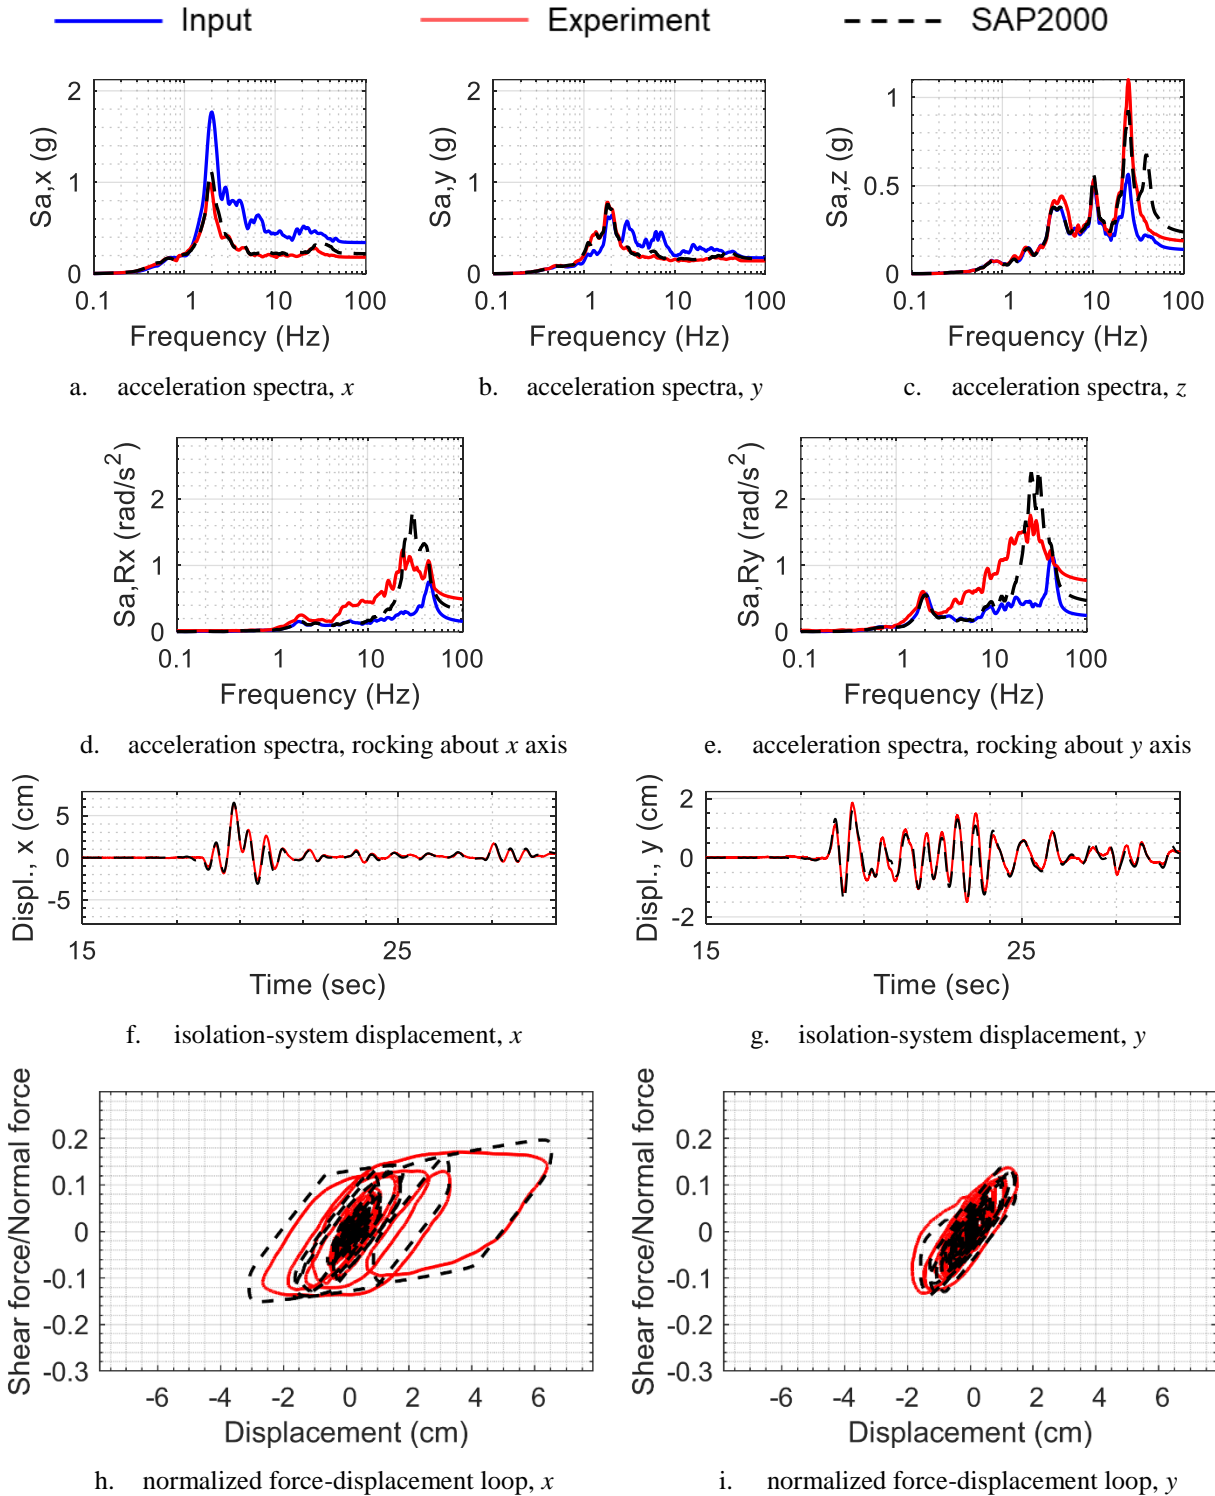 Input Experiment SAP2000
Sa,x (g)
2
1
0
0.1 1 10 100
Frequency (Hz)
a. acceleration spectra, x
Sa,y (g)
2
1
0
0.1 1 10 100
Frequency (Hz)
b. acceleration spectra, y
Sa,z (g)
1
0.5
0
0.1 1 10 100
Frequency (Hz)
c. acceleration spectra, z
Sa,Rx (rad/s²)
2
1
0
0.1 1 10 100
Frequency (Hz)
d. acceleration spectra, rocking about x axis
Sa,Ry (rad/s²)
2
1
0
0.1 1 10 100
Frequency (Hz)
e. acceleration spectra, rocking about y axis
Displ., x (cm)
5
0
-5
15 25
Time (sec)
f. isolation-system displacement, x
Displ., y (cm)
2
0
-2
15 25
Time (sec)
g. isolation-system displacement, y
Shear force/Normal force
0.2
0.1
0
-0.1
-0.2
-0.3
-6 -4 -2 0 2 4 6
Displacement (cm)
h. normalized force-displacement loop, x
Shear force/Normal force
0.2
0.1
0
-0.1
-0.2
-0.3
-6 -4 -2 0 2 4 6
Displacement (cm)
i. normalized force-displacement loop, y